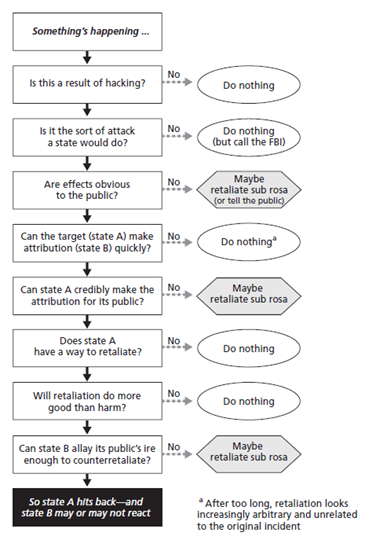 Something's happening ...
Is this a result of hacking?
No
Do nothing
Is it the sort of attack
a state would do?
No
Do nothing
(but call the FBI)
Are effects obvious
to the public?
No
Maybe
retaliate sub rosa
(or tell the public)
Can the target (state A) make
attribution (state B) quickly?
No
Do nothingª
Can state A credibly make the
attribution for its public?
No
Maybe
retaliate sub rosa
Does state A
have a way to retaliate?
No
Do nothing
Will retaliation do more
good than harm?
No
Do nothing
Can state B allay its public's ire
enough to counterretaliate?
No
Maybe
retaliate sub rosa
So state A hits back—and
state B may or may not react
ª After too long, retaliation looks
increasingly arbitrary and unrelated
to the original incident